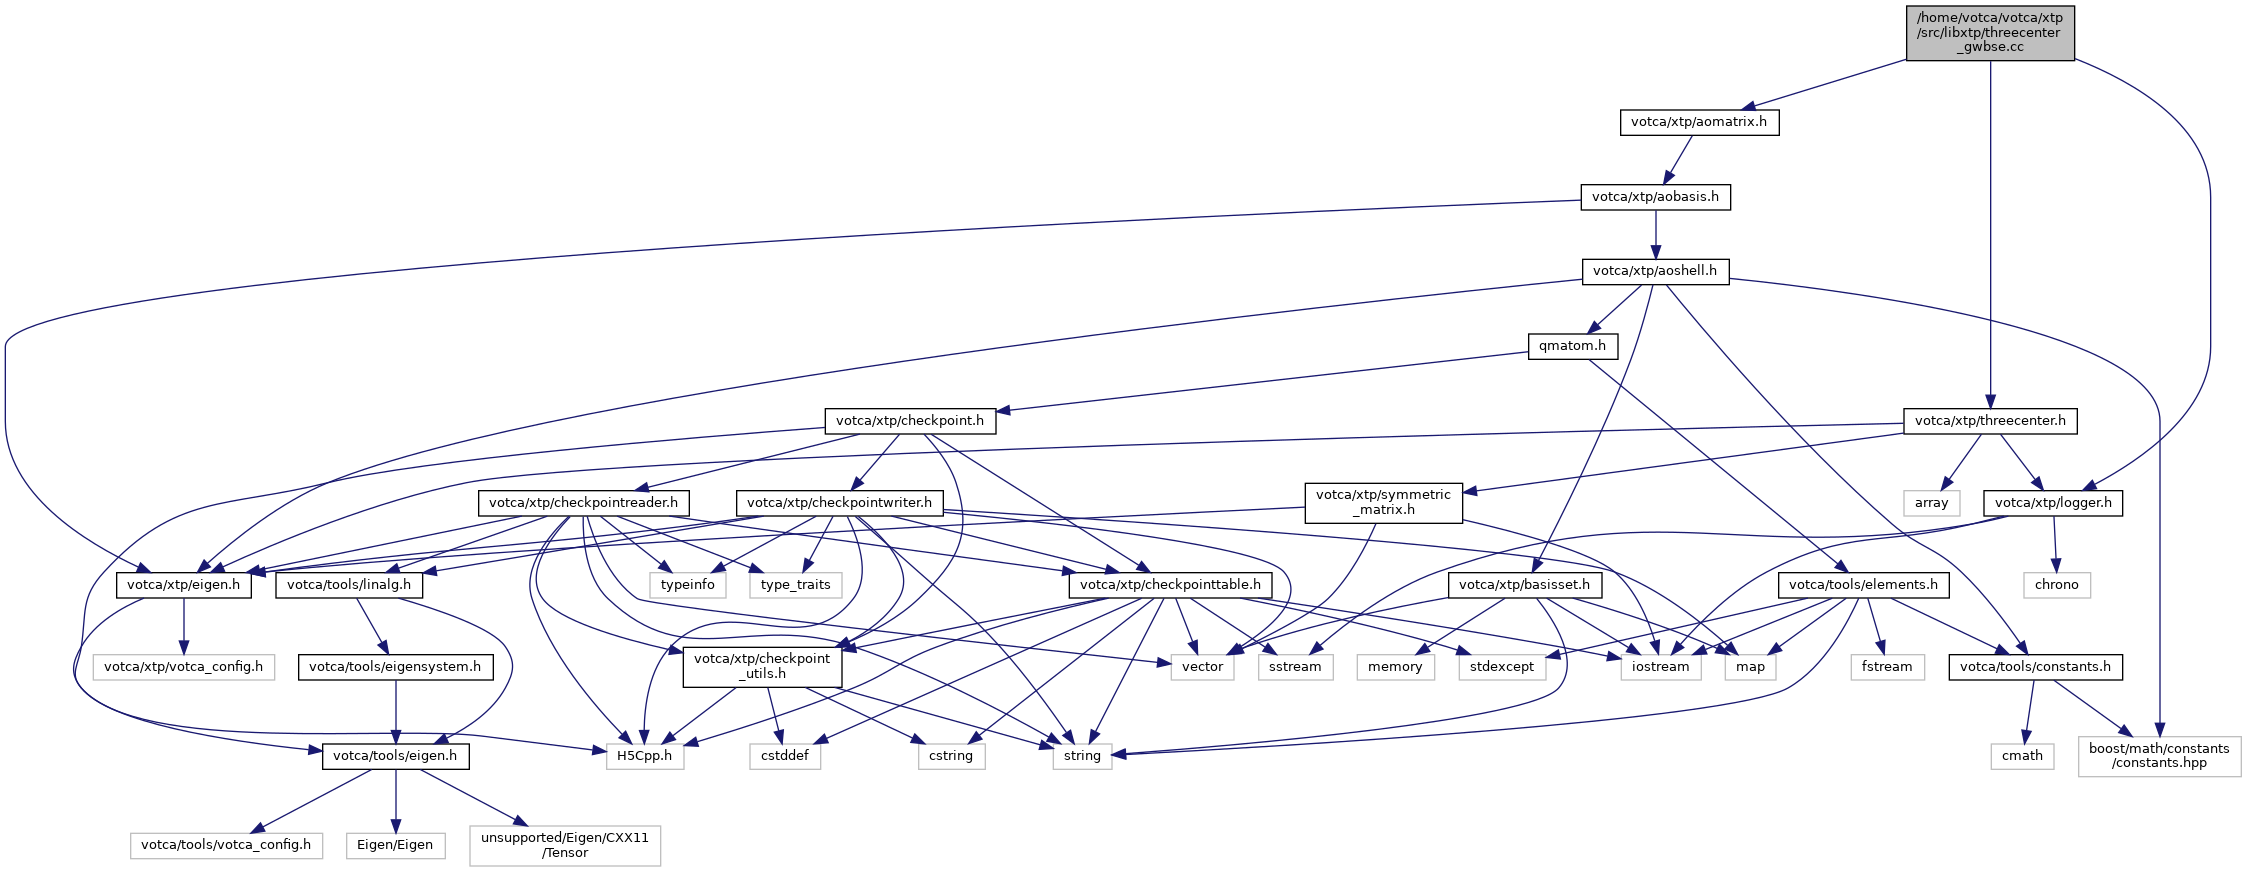 /home/votca/votca/xtp
/src/libxtp/threecenter
_gwbse.cc
votca/xtp/aomatrix.h
votca/xtp/aobasis.h
votca/xtp/aoshell.h
qmatom.h
votca/xtp/checkpoint.h
votca/xtp/threecenter.h
votca/xtp/checkpointreader.h
votca/xtp/checkpointwriter.h
votca/xtp/symmetric
_matrix.h
array
votca/xtp/logger.h
votca/xtp/eigen.h
votca/tools/linalg.h
typeinfo
type_traits
votca/xtp/checkpointtable.h
votca/xtp/basisset.h
votca/tools/elements.h
chrono
votca/xtp/votca_config.h
votca/tools/eigensystem.h
votca/xtp/checkpoint
_utils.h
vector
sstream
memory
stdexcept
iostream
map
fstream
votca/tools/constants.h
votca/tools/eigen.h
H5Cpp.h
cstddef
cstring
string
cmath
boost/math/constants
/constants.hpp
votca/tools/votca_config.h
Eigen/Eigen
unsupported/Eigen/CXX11
/Tensor